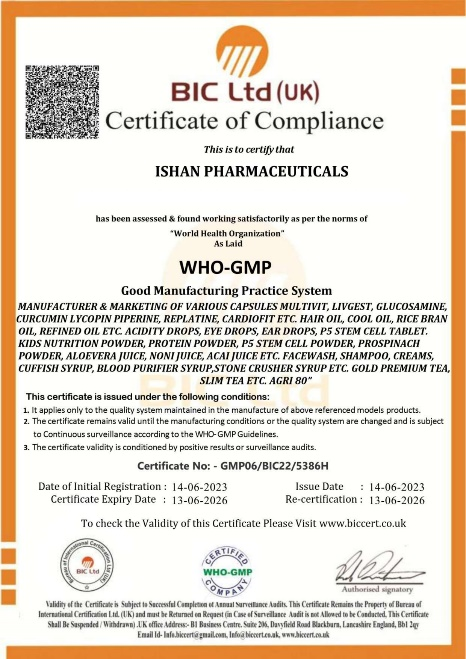 BIC Ltd (UK)
Certificate of Compliance
This is to certify that
ISHAN PHARMACEUTICALS
has been assessed & found working satisfactorily as per the norms of
“World Health Organization”
As Laid
WHO-GMP
Good Manufacturing Practice System
MANUFACTURER & MARKETING OF VARIOUS CAPSULES MULTIVIT, LIVGEST, GLUCOSAMINE,
CURCUMIN LYCOPIN PIPERINE, REPLATINE, CARDIOFIT ETC. HAIR OIL, COOL OIL, RICE BRAN
OIL, REFINED OIL ETC. ACIDITY DROPS, EYE DROPS, EAR DROPS, P5 STEM CELL TABLET.
KIDS NUTRITION POWDER, PROTEIN POWDER, P5 STEM CELL POWDER, PROSPINACH
POWDER, ALOEVERA JUICE, NONI JUICE, ACAI JUICE ETC. FACEWASH, SHAMPOO, CREAMS,
CUFFISH SYRUP, BLOOD PURIFIER SYRUP,STONE CRUSHER SYRUP ETC. GOLD PREMIUM TEA,
SLIM TEA ETC. AGRI 80”
This certificate is issued under the following conditions:
1. It applies only to the quality system maintained in the manufacture of above referenced models products.
2. The certificate remains valid until the manufacturing conditions or the quality system are changed and is subject
to Continuous surveillance according to the WHO-GMP Guidelines.
3. The certificate validity is conditioned by positive results or surveillance audits.
Certificate No: - GMP06/BIC22/5386H
Date of Initial Registration : 14-06-2023 Issue Date : 14-06-2023
Certificate Expiry Date : 13-06-2026 Re-certification : 13-06-2026
To check the Validity of this Certificate Please Visit www.biccert.co.uk
Bureau of International Certification Ltd.
BIC Ltd
CERTIFIED
WHO-GMP
COMPANY
Authorised signatory
Validity of the Certificate is Subject to Successful Completion of Annual Surveillance Audits. This Certificate Remains the Property of Bureau of
International Certification Ltd. (UK) and must be Returned on Request (in Case of Surveillance Audit is not Allowed to be Conducted, This Certificate
Shall Be Suspended / Withdrawn) .UK office Address:- B1 Business Centre. Suite 206, Davyfield Road Blackburn, Lancashire England, Bb1 2qy
Email Id- Info.biccert@gmail.com, Info@biccert.co.uk, www.biccert.co.uk